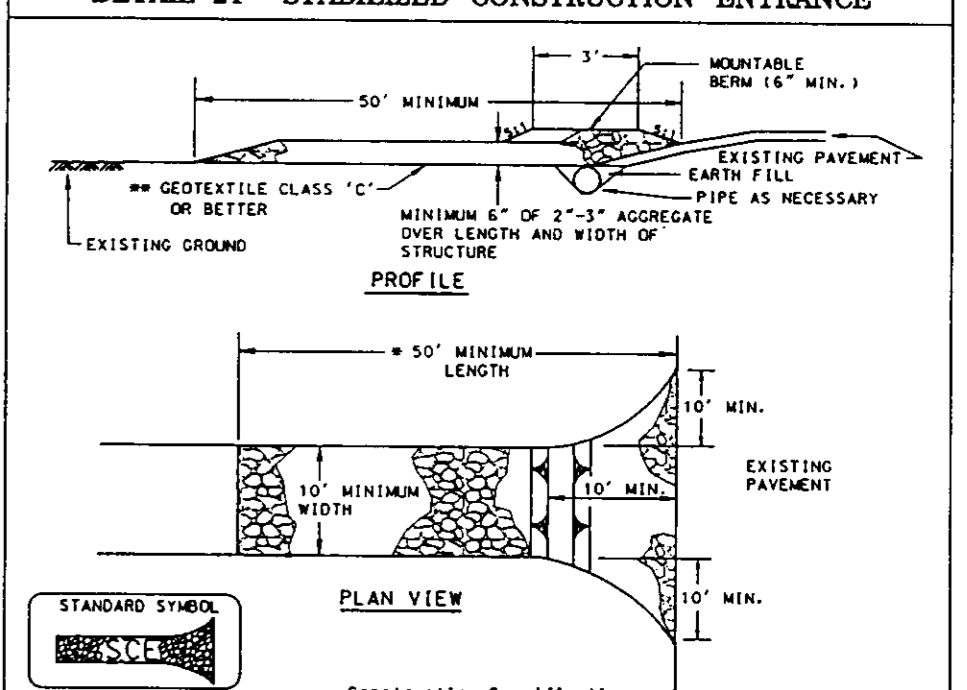 DETAIL 24 STABILIZED CONSTRUCTION ENTRANCE
3'
MOUNTABLE
BERM (6" MIN.)
50' MINIMUM
5:1
5:1
EXISTING PAVEMENT
** GEOTEXTILE CLASS 'C'
OR BETTER
EARTH FILL
PIPE AS NECESSARY
MINIMUM 6" OF 2"-3" AGGREGATE
OVER LENGTH AND WIDTH OF
STRUCTURE
EXISTING GROUND
PROFILE
* 50' MINIMUM
LENGTH
10' MIN.
10' MINIMUM
WIDTH
10' MIN.
EXISTING
PAVEMENT
10' MIN.
PLAN VIEW
STANDARD SYMBOL
SCE